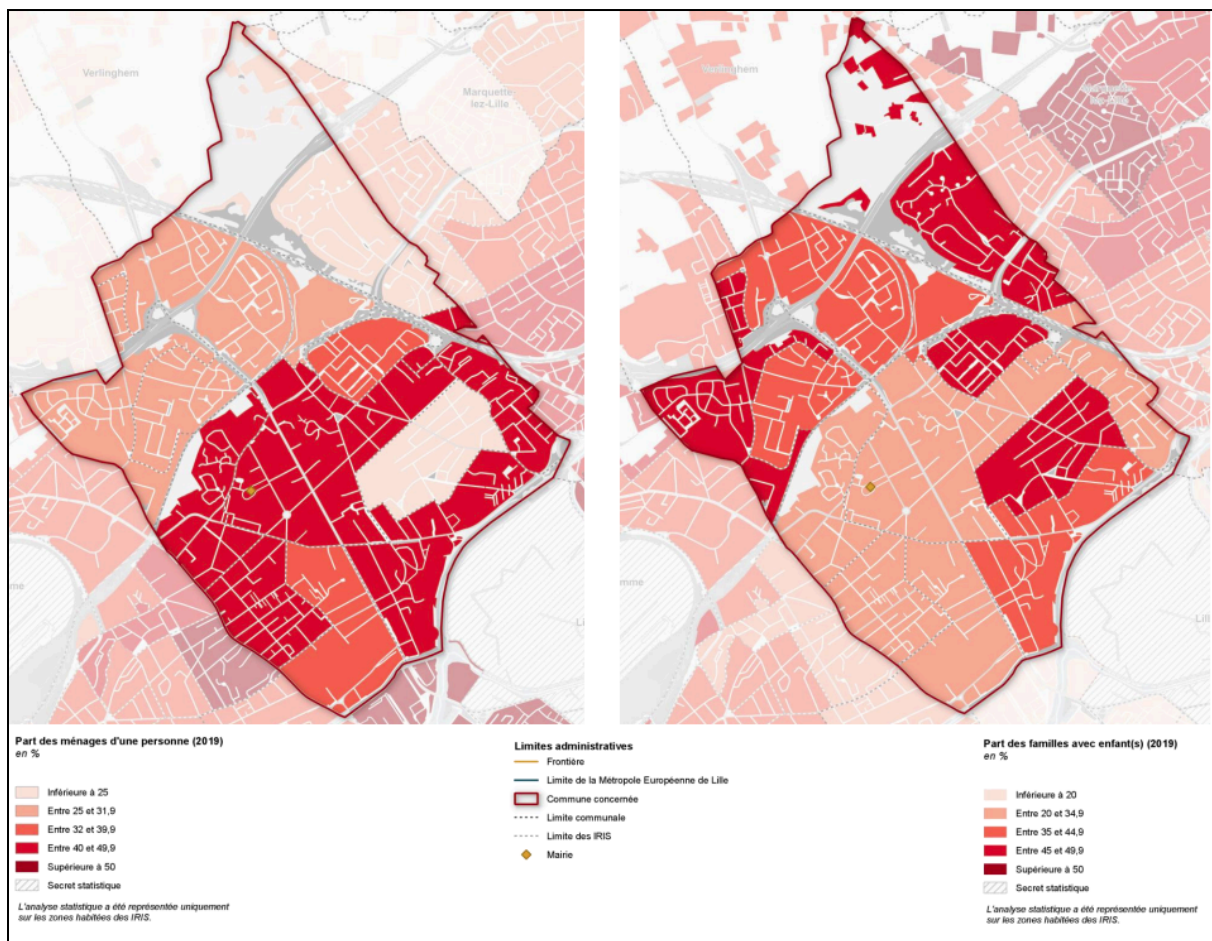 Verlinghem
Marquette
lez-Lille
Verlinghem
Lill
Part des ménages d'une personne (2019)
en %
Inférieure à 25
Entre 25 et 31,9
Entre 32 et 39,9
Entre 40 et 49,9
Supérieure à 50
Secret statistique
L'analyse statistique a été représentée uniquement
sur les zones habitées des IRIS.
Limites administratives
Frontière
Limite de la Métropole Européenne de Lille
Commune concernée
Limite communale
Limite des IRIS
Mairie
Part des familles avec enfant(s) (2019)
en %
Inférieure à 20
Entre 20 et 34,9
Entre 35 et 44,9
Entre 45 et 49,9
Supérieure à 50
Secret statistique
L'analyse statistique a été représentée uniquement
sur les zones habitées des IRIS.